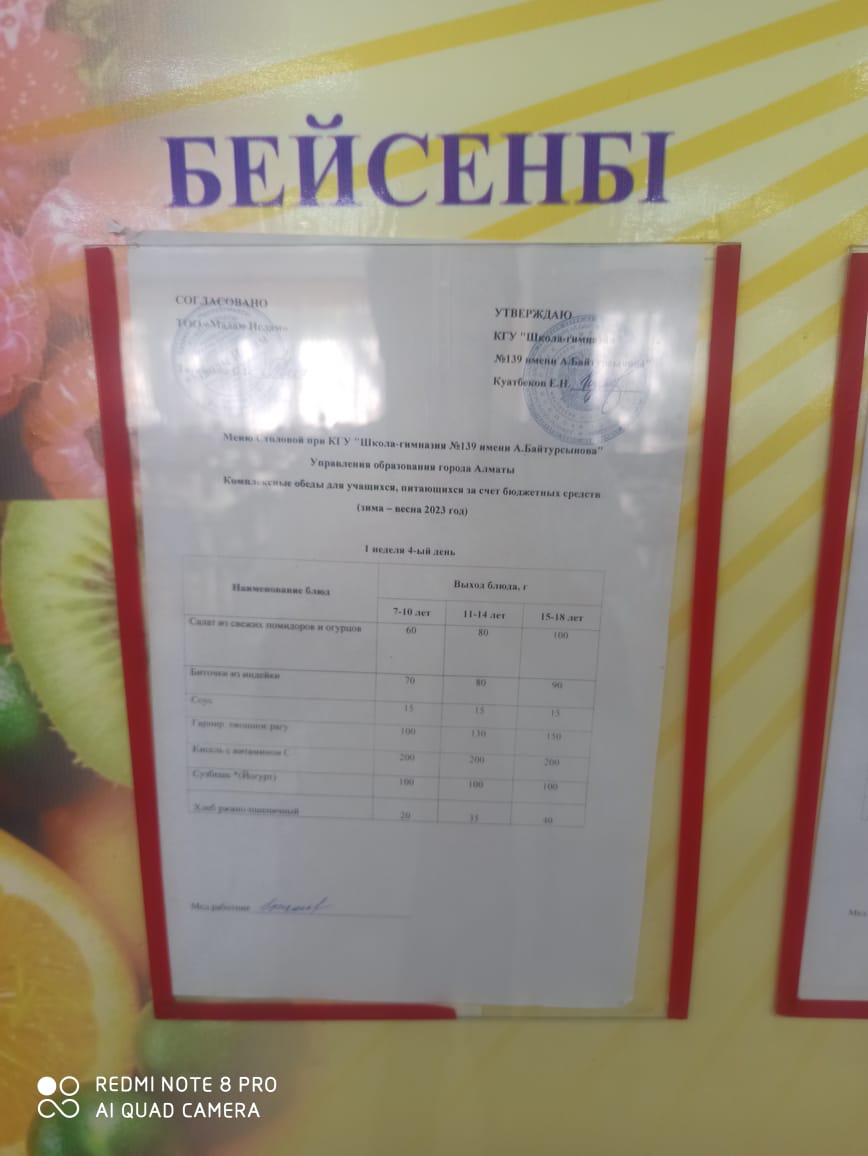 БЕЙСЕНБІ
СОГЛАСОВАНО
ТОО
УТВЕРЖДАЮ
КГУ "Школа-гимназия
№139 имени А.Байтурсынова"
Куатбеков Е.Н.
Меню столовой при КГУ "Школа-гимназия №139 имени А.Байтурсынова"
Управления образования города Алматы
Комплексные обеды для учащихся, питающихся за счет бюджетных средств
(зима – весна 2023 год)
1 неделя 4-ый день
Наименование блюд
Выход блюда, г
7-10 лет 11-14 лет 15-18 лет
Салат из свежих помидоров и огурцов 60 80 100
Биточки из индейки 70 80 90
Соус 15 15 15
Гарнир: овощное рагу 100 130 150
Кисель с витамином С 200 200 200
Сузбеше *(Йогурт) 100 100 100
Хлеб ржано-пшеничный 20 35 40
Мед работник
Мед
REDMI NOTE 8 PRO
AI QUAD CAMERA